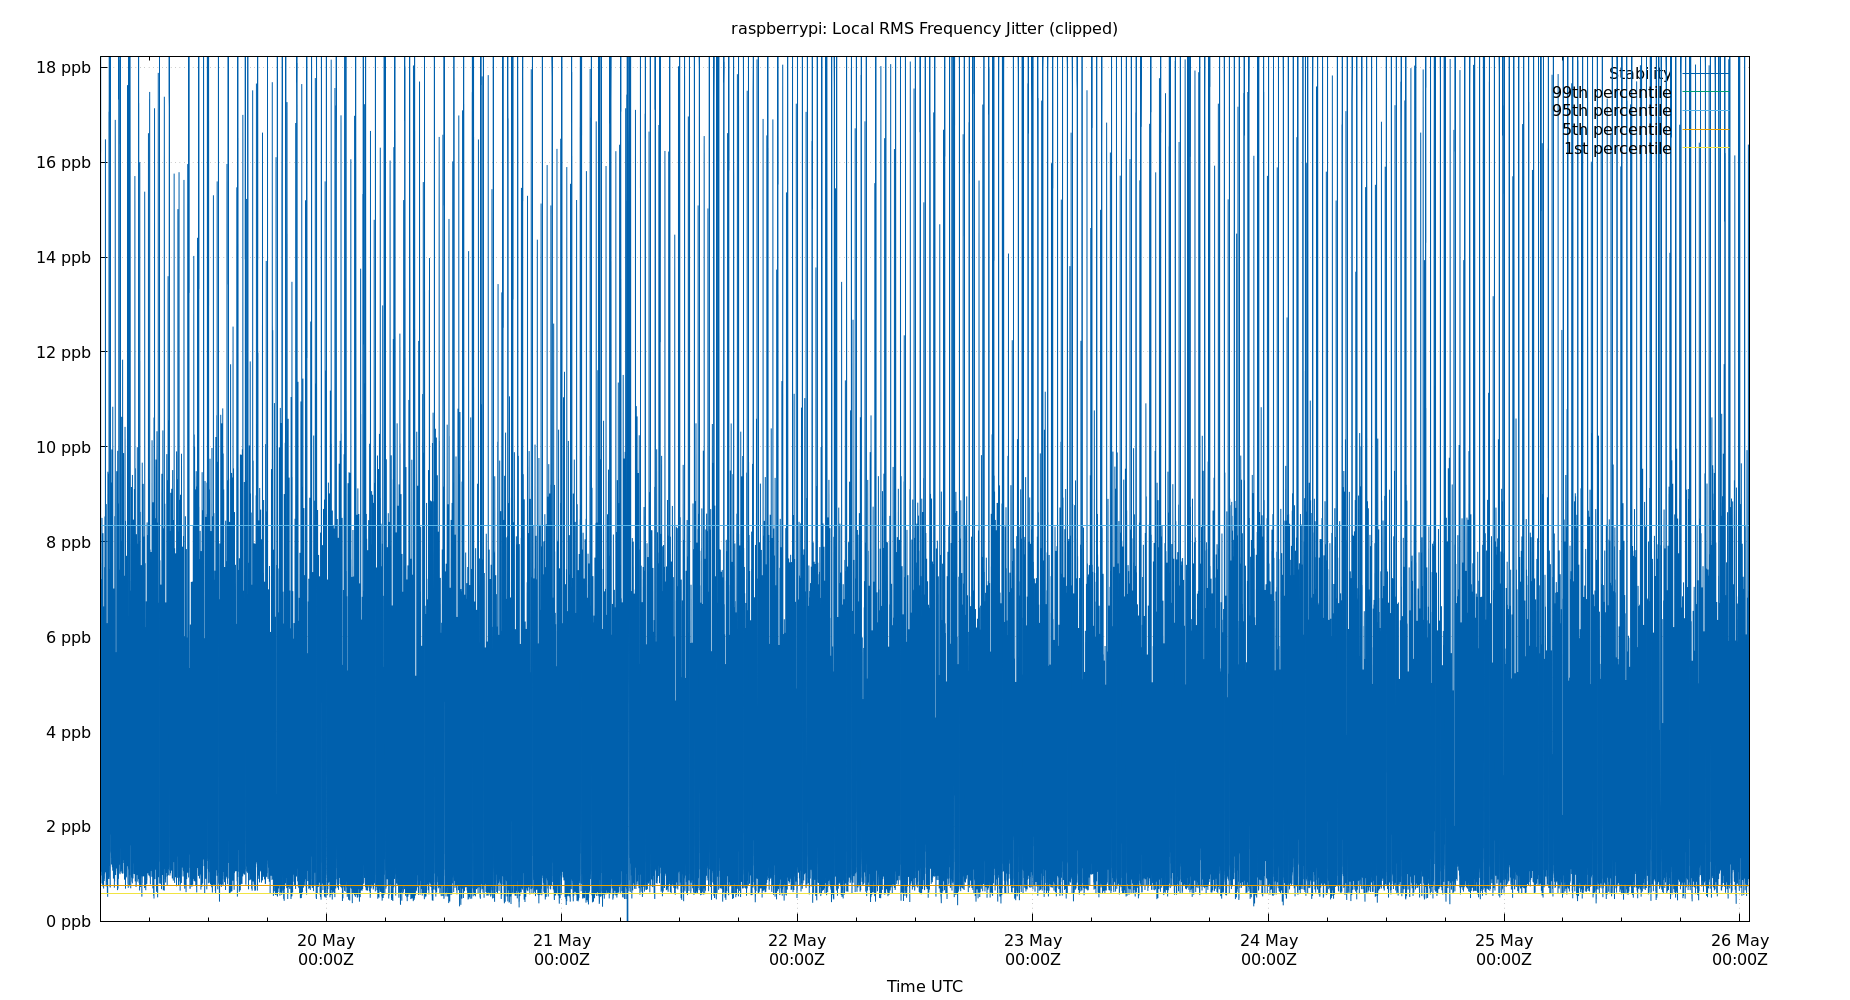 raspberrypi: Local RMS Frequency Jitter (clipped)
18 ppb
16 ppb
14 ppb
12 ppb
10 ppb
8 ppb
6 ppb
4 ppb
2 ppb
0 ppb
Stability
99th percentile
95th percentile
5th percentile
1st percentile
20 May
00:00Z
21 May
00:00Z
22 May
00:00Z
23 May
00:00Z
24 May
00:00Z
25 May
00:00Z
26 May
00:00Z
Time UTC